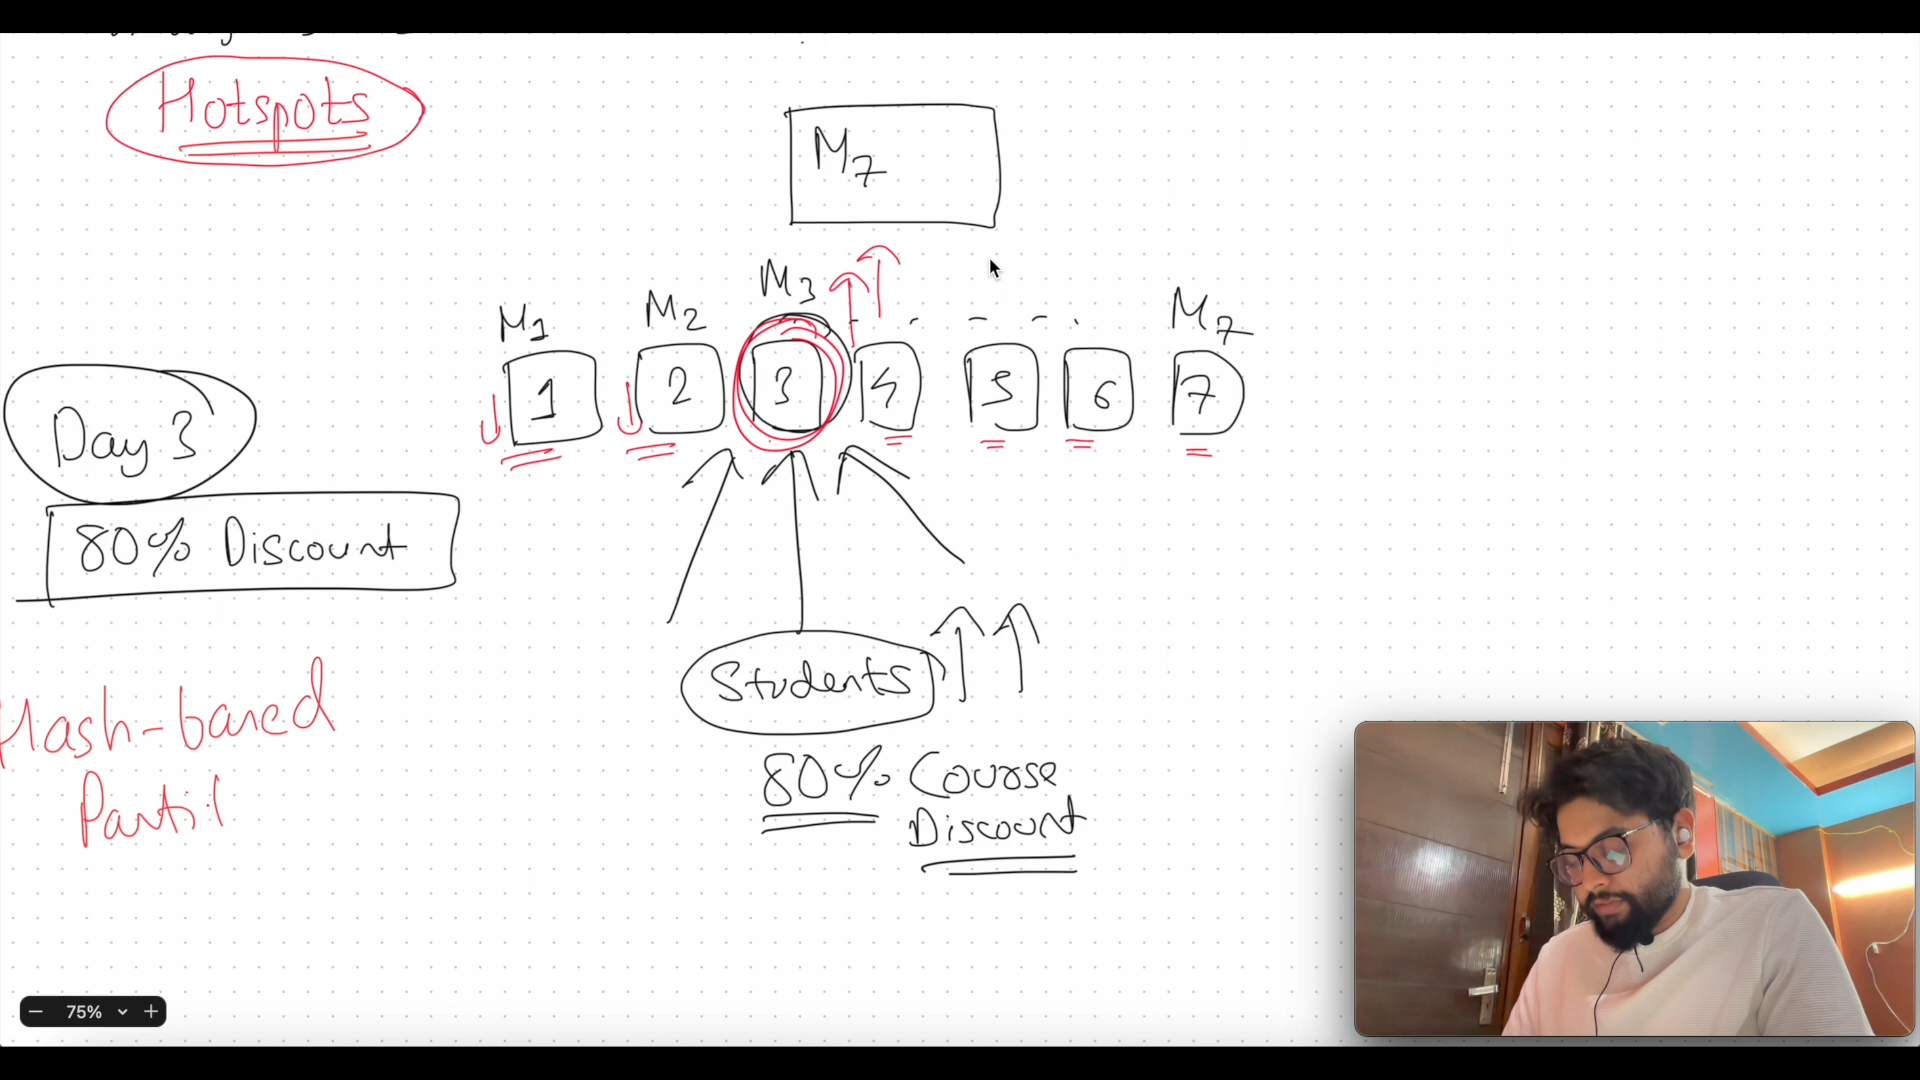 Hotspots
M7
M1 M2 M3 M7
1 2 3 4 5 6 7
Day 3
80% Discount
Students
80% Course
Discount
Hash-based
Partit
75%